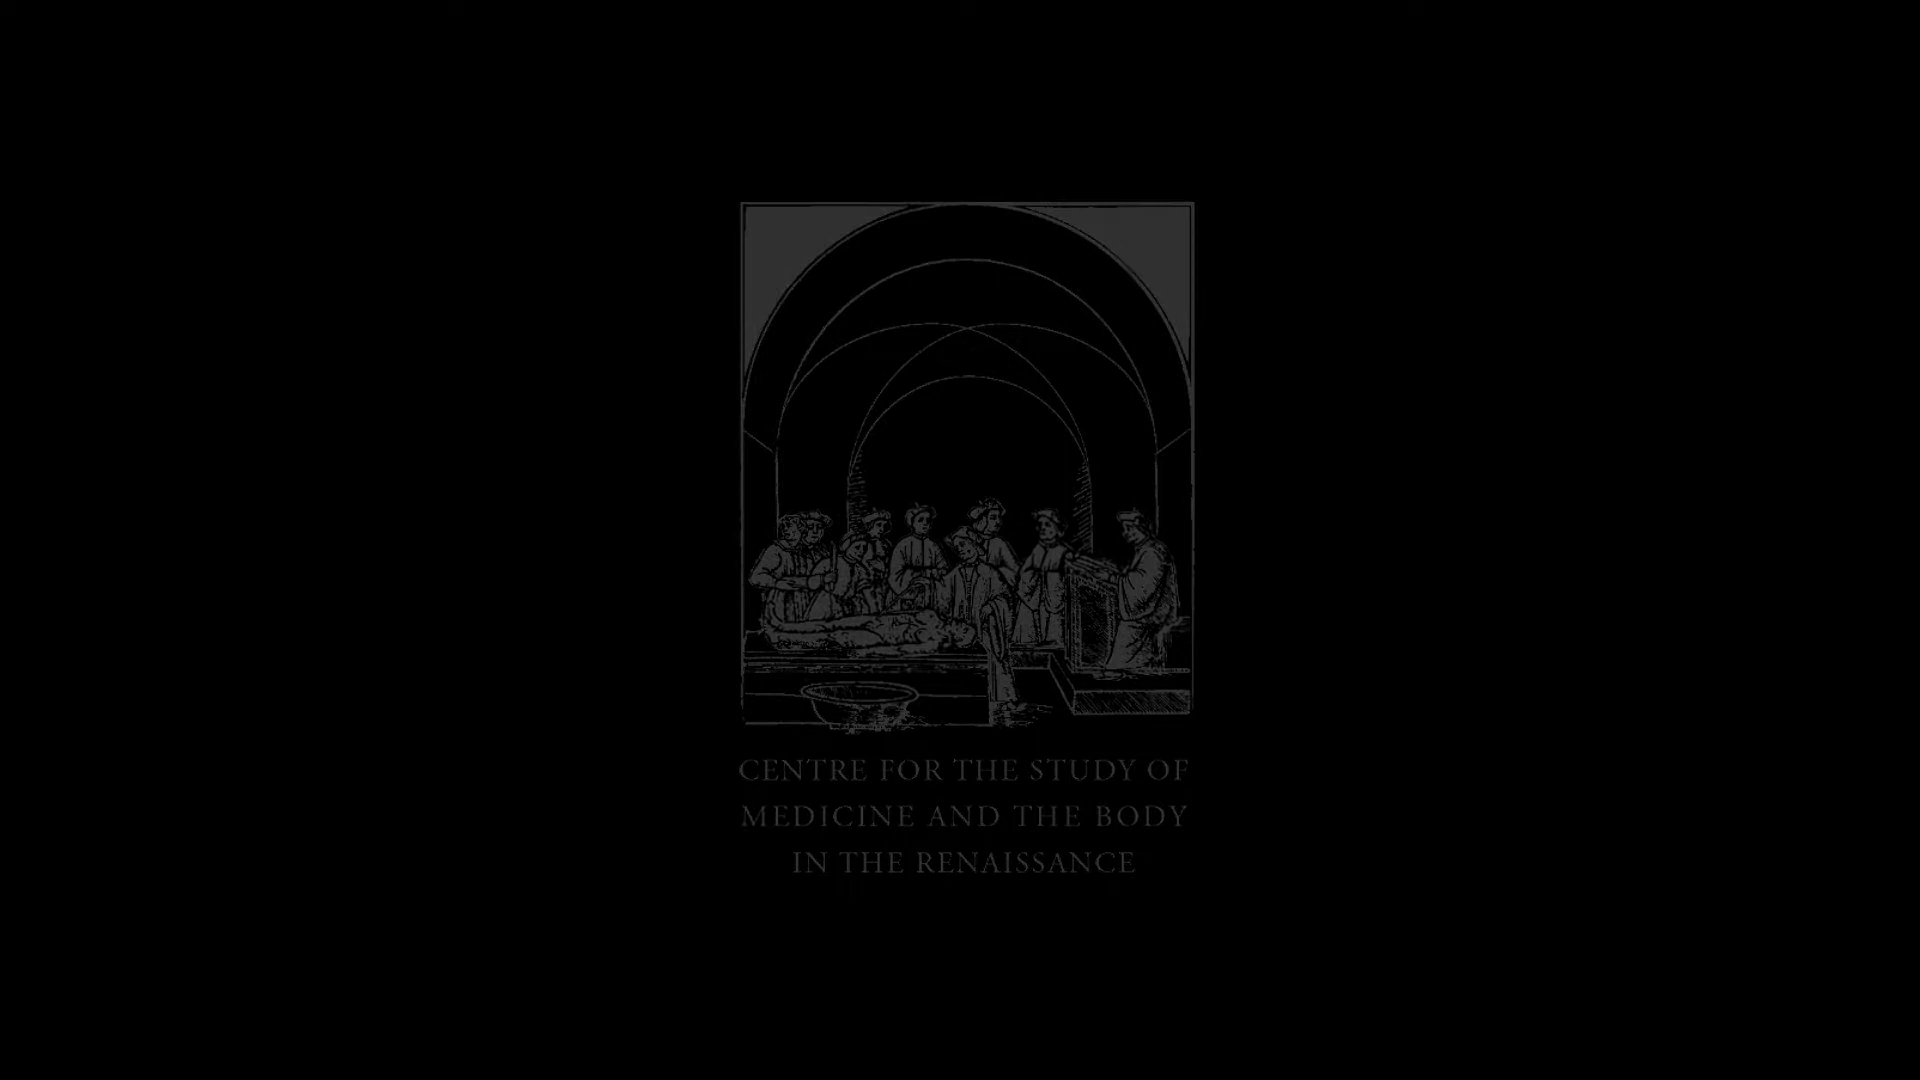 CENTRE FOR THE STUDY OF
MEDICINE AND THE BODY
IN THE RENAISSANCE